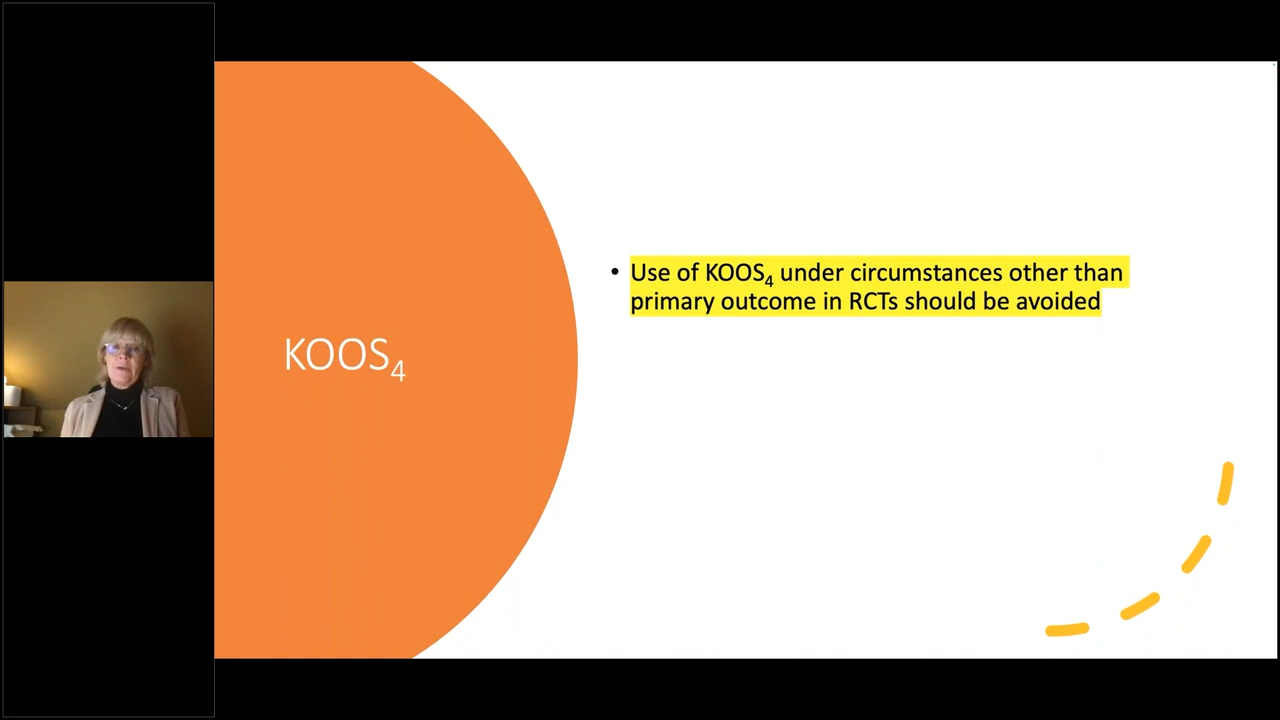 KOOS₄
• Use of KOOS₄ under circumstances other than
primary outcome in RCTs should be avoided